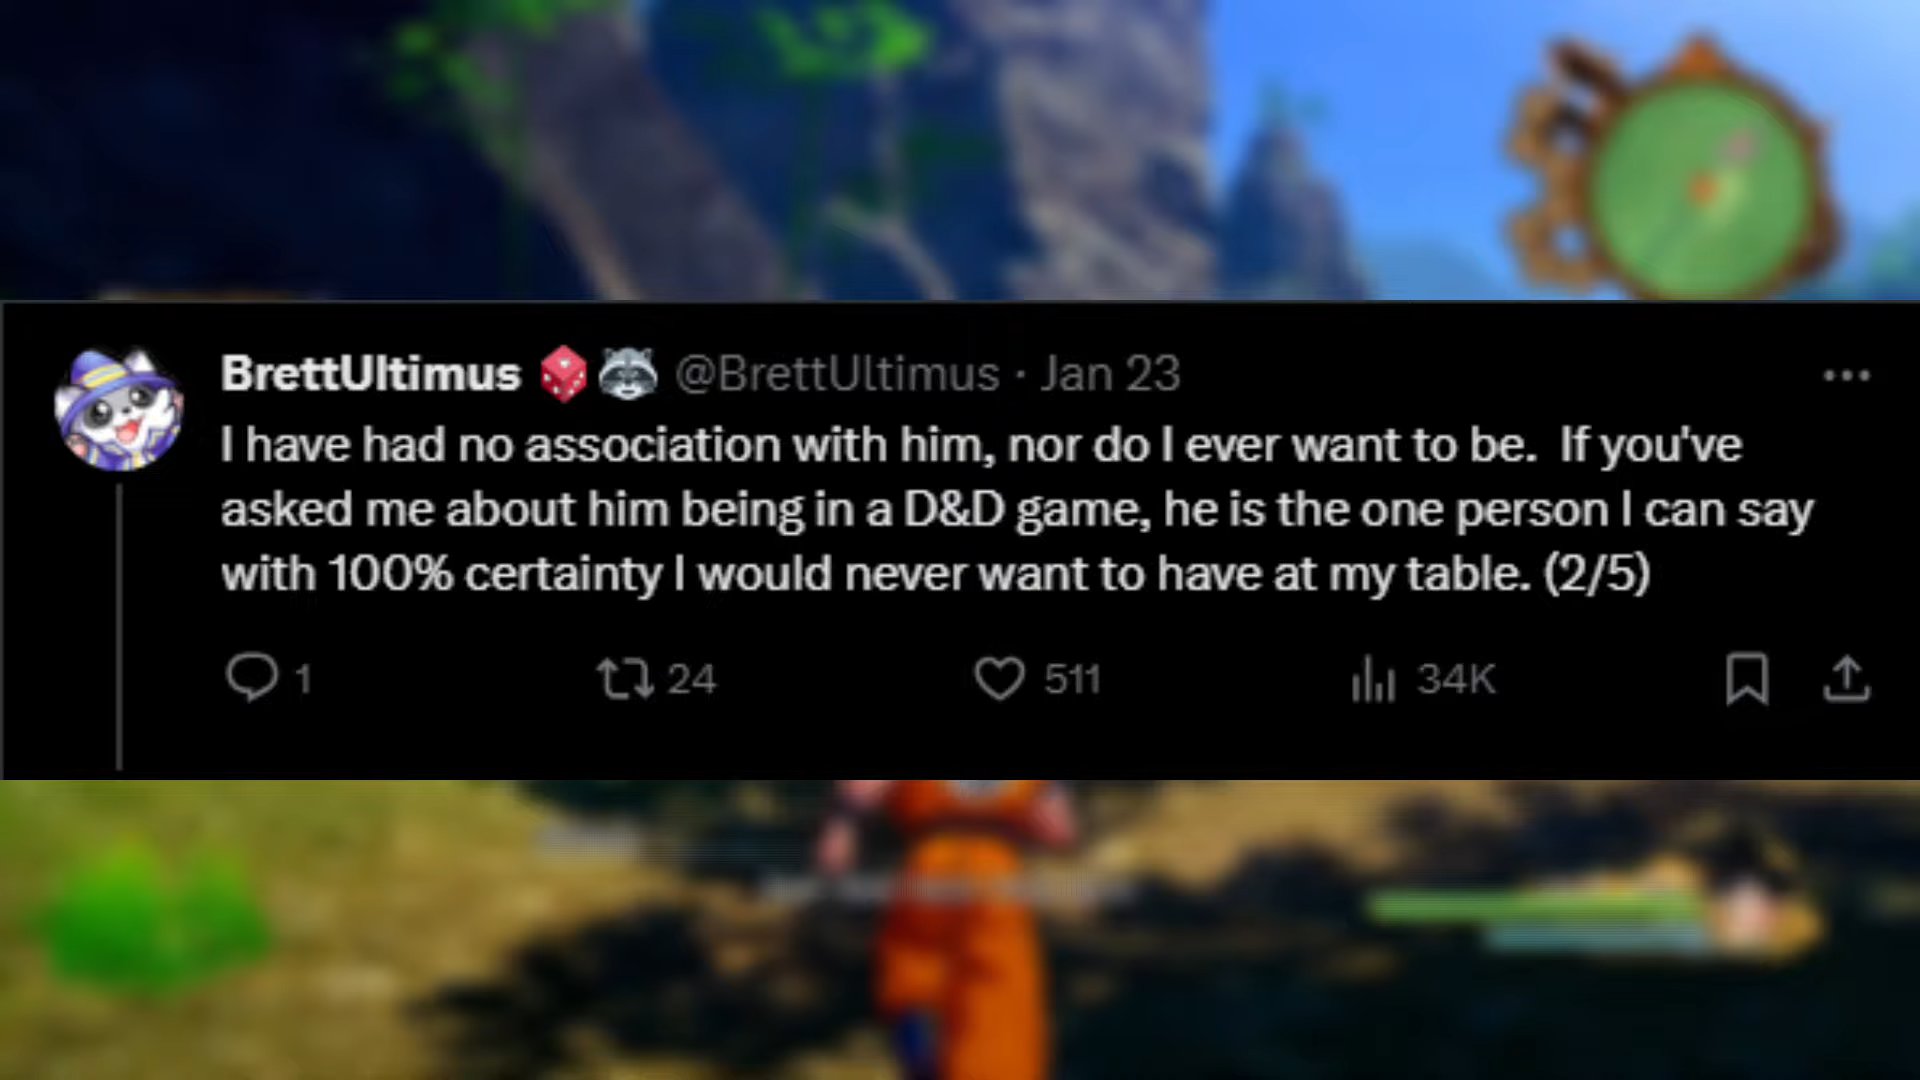 BrettUltimus 🎲🦝 @BrettUltimus · Jan 23
I have had no association with him, nor do I ever want to be.  If you've
asked me about him being in a D&D game, he is the one person I can say
with 100% certainty I would never want to have at my table. (2/5)
1 24 511 34K